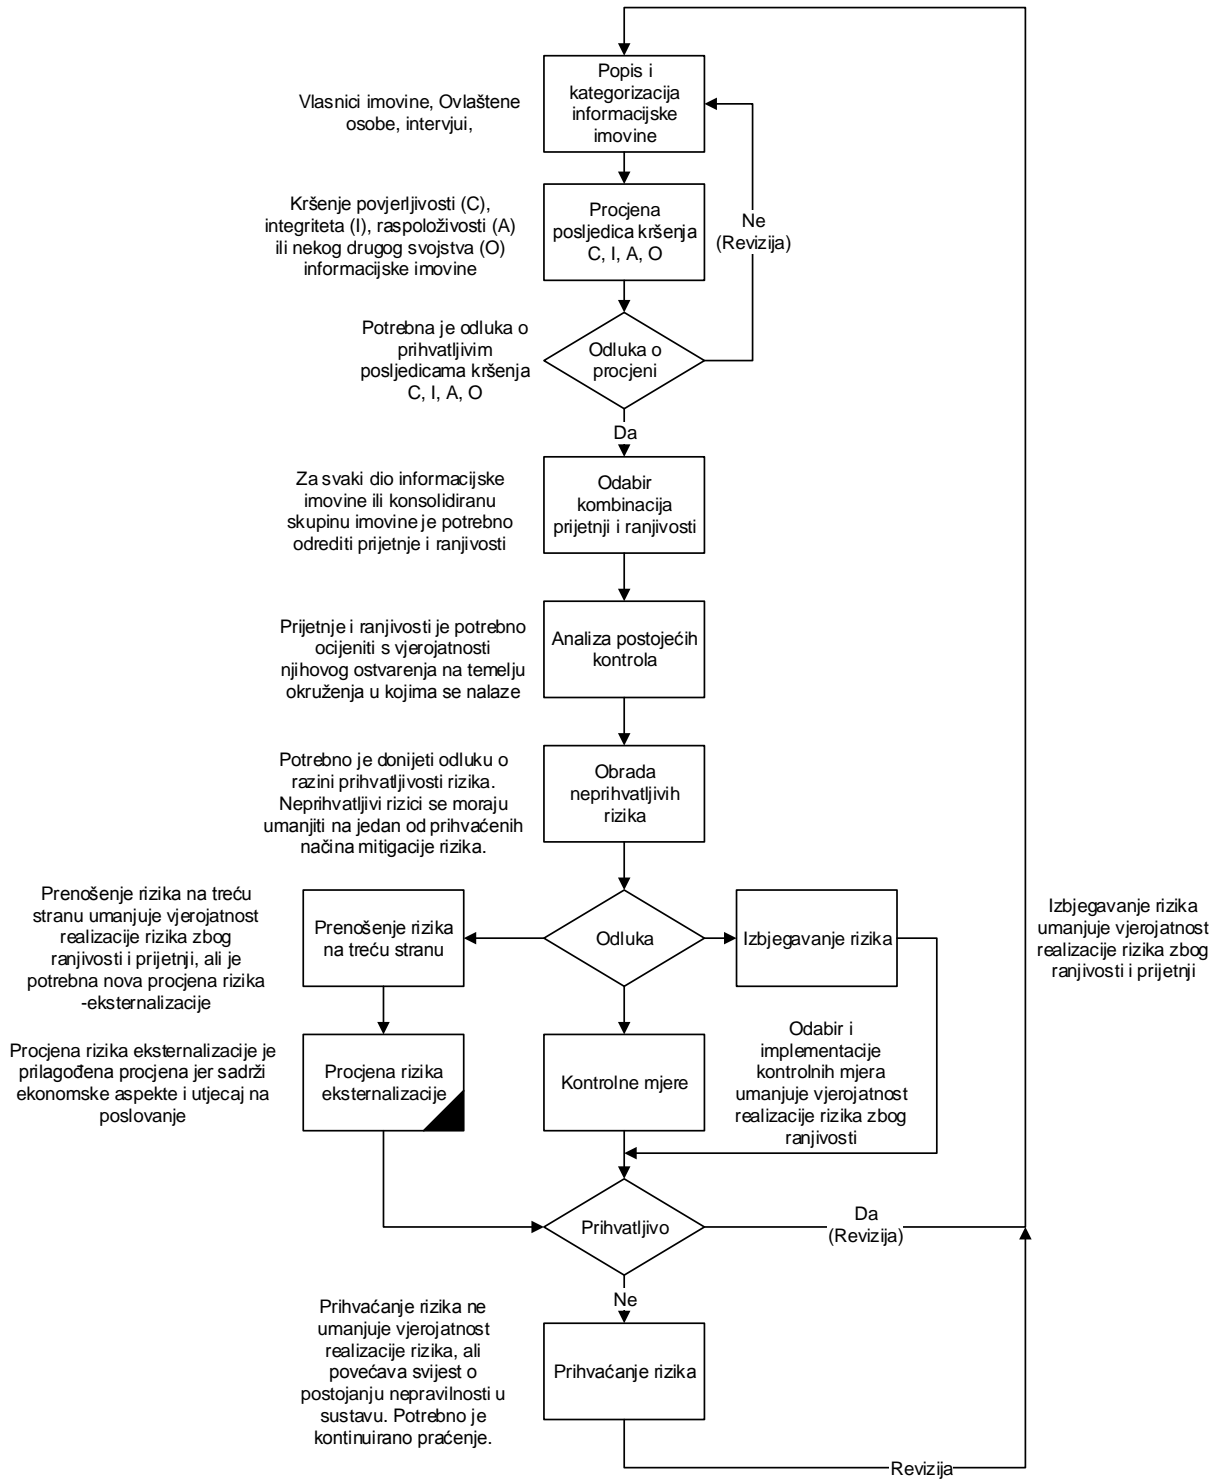 Popis i
kategorizacija
informacijske
imovine
Vlasnici imovine, Ovlaštene
osobe, intervjui,
Kršenje povjerljivosti (C),
integriteta (I), raspoloživosti (A)
ili nekog drugog svojstva (O)
informacijske imovine
Procjena
posljedica kršenja
C, I, A, O
Ne
(Revizija)
Potrebna je odluka o
prihvatljivim
posljedicama kršenja
C, I, A, O
Odluka o
procjeni
Da
Za svaki dio informacijske
imovine ili konsolidiranu
skupinu imovine je potrebno
odrediti prijetnje i ranjivosti
Odabir
kombinacija
prijetnji i ranjivosti
Prijetnje i ranjivosti je potrebno
ocijeniti s vjerojatnosti
njihovog ostvarenja na temelju
okruženja u kojima se nalaze
Analiza postojećih
kontrola
Potrebno je donijeti odluku o
razini prihvatljivosti rizika.
Neprihvatljivi rizici se moraju
umanjiti na jedan od prihvaćenih
načina mitigacije rizika.
Obrada
neprihvatljivih
rizika
Prenošenje rizika na treću
stranu umanjuje vjerojatnost
realizacije rizika zbog
ranjivosti i prijetnji, ali je
potrebna nova procjena rizika
-eksternalizacije
Prenošenje rizika
na treću stranu
Odluka
Izbjegavanje rizika
Izbjegavanje rizika
umanjuje vjerojatnost
realizacije rizika zbog
ranjivosti i prijetnji
Procjena rizika eksternalizacije je
prilagođena procjena jer sadrži
ekonomske aspekte i utjecaj na
poslovanje
Procjena rizika
eksternalizacije
Kontrolne mjere
Odabir i
implementacije
kontrolnih mjera
umanjuje vjerojatnost
realizacije rizika zbog
ranjivosti
Prihvatljivo
Da
(Revizija)
Ne
Prihvaćanje rizika ne
umanjuje vjerojatnost
realizacije rizika, ali
povećava svijest o
postojanju nepravilnosti u
sustavu. Potrebno je
kontinuirano praćenje.
Prihvaćanje rizika
Revizija